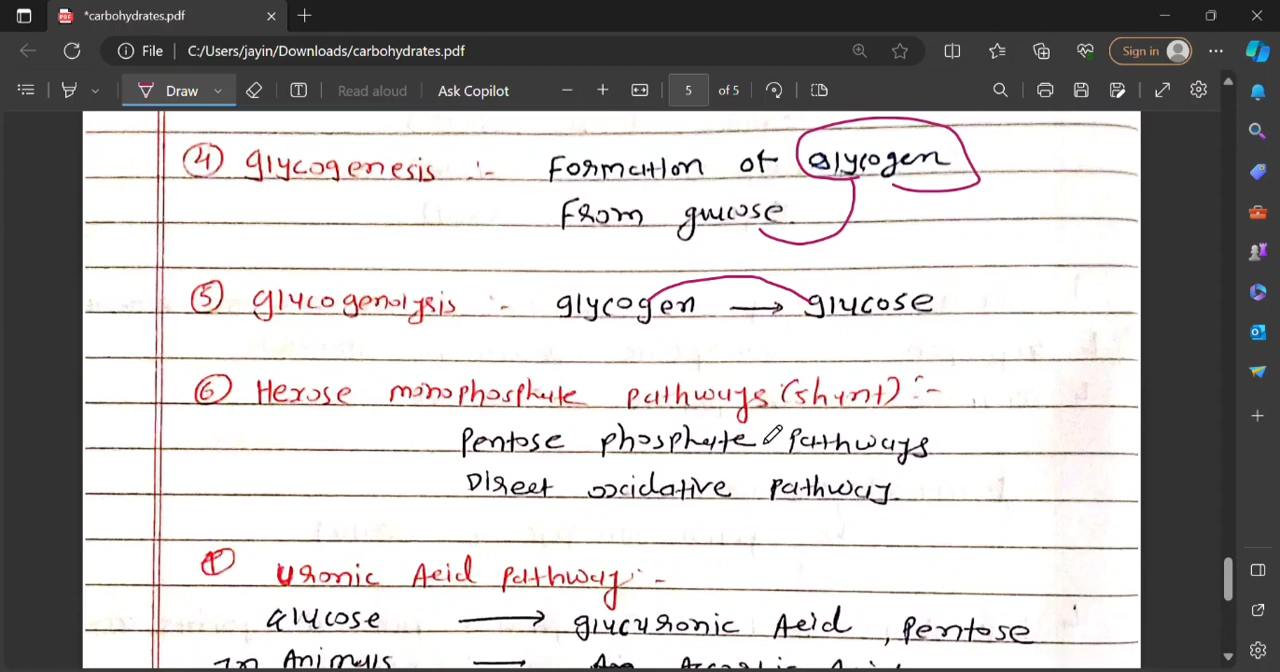 *carbohydrates.pdf
File C:/Users/jayin/Downloads/carbohydrates.pdf Sign in
Draw Read aloud Ask Copilot 5 of 5
4 Glycogenesis :- Formation of Glycogen
From glucose.
5 Glycogenolysis :- glycogen → glucose
6 Hexose monophosphate pathways (shunt) :-
Pentose phosphate pathways
Direct oxidative pathway
Uronic Acid pathway :-
Glucose → glucuronic Acid, Pentose
In Animals →